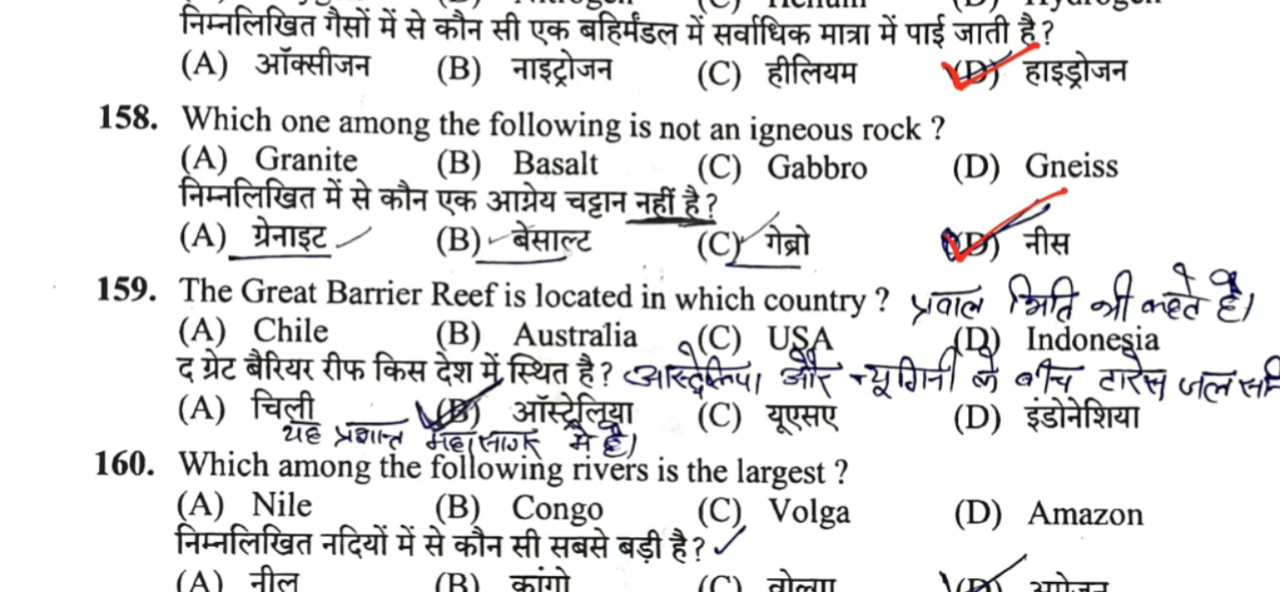 निम्नलिखित गैसों में से कौन सी एक बहिर्मंडल में सर्वाधिक मात्रा में पाई जाती है ?
(A) ऑक्सीजन (B) नाइट्रोजन (C) हीलियम (D) हाइड्रोजन
158. Which one among the following is not an igneous rock ?
(A) Granite (B) Basalt (C) Gabbro (D) Gneiss
निम्नलिखित में से कौन एक आग्नेय चट्टान नहीं है ?
(A) ग्रेनाइट (B) बेसाल्ट (C) गेब्रो (D) नीस
159. The Great Barrier Reef is located in which country ? प्रवाल भित्ति भी कहते है।
(A) Chile (B) Australia (C) USA (D) Indonesia
द ग्रेट बैरियर रीफ किस देश में स्थित है ? और न्यूगिनी के बीच टारेस जल
(A) चिली (B) ऑस्ट्रेलिया (C) यूएसए (D) इंडोनेशिया
यह प्रशान्त महासागर मे है।
160. Which among the following rivers is the largest ?
(A) Nile (B) Congo (C) Volga (D) Amazon
निम्नलिखित नदियों में से कौन सी सबसे बड़ी है ?
(A) नील (B) कांगो (C) वोल्गा (D) अमेजन